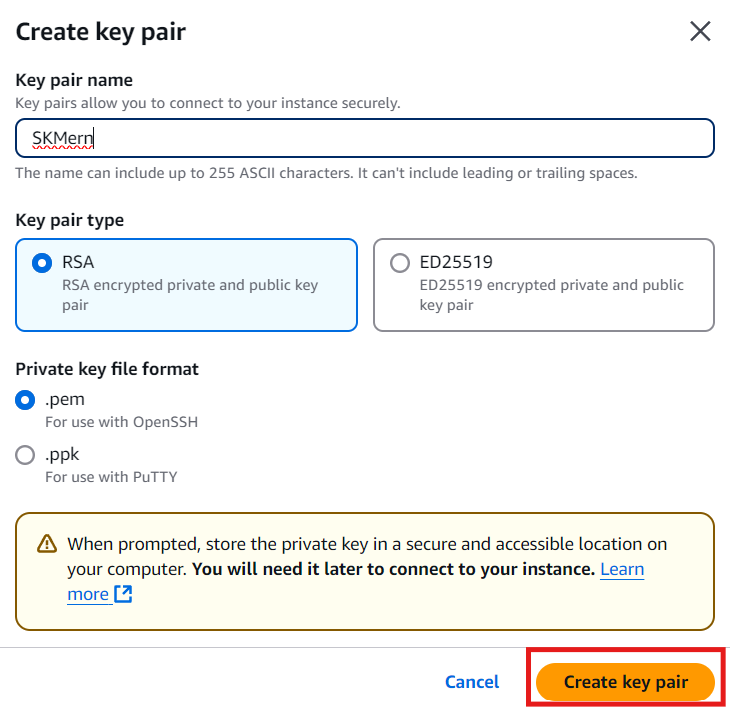 Create key pair
Key pair name
Key pairs allow you to connect to your instance securely.
SKMern
The name can include up to 255 ASCII characters. It can't include leading or trailing spaces.
Key pair type
RSA
RSA encrypted private and public key
pair
ED25519
ED25519 encrypted private and public
key pair
Private key file format
.pem
For use with OpenSSH
.ppk
For use with PuTTY
When prompted, store the private key in a secure and accessible location on
your computer. You will need it later to connect to your instance. Learn
more
Cancel
Create key pair